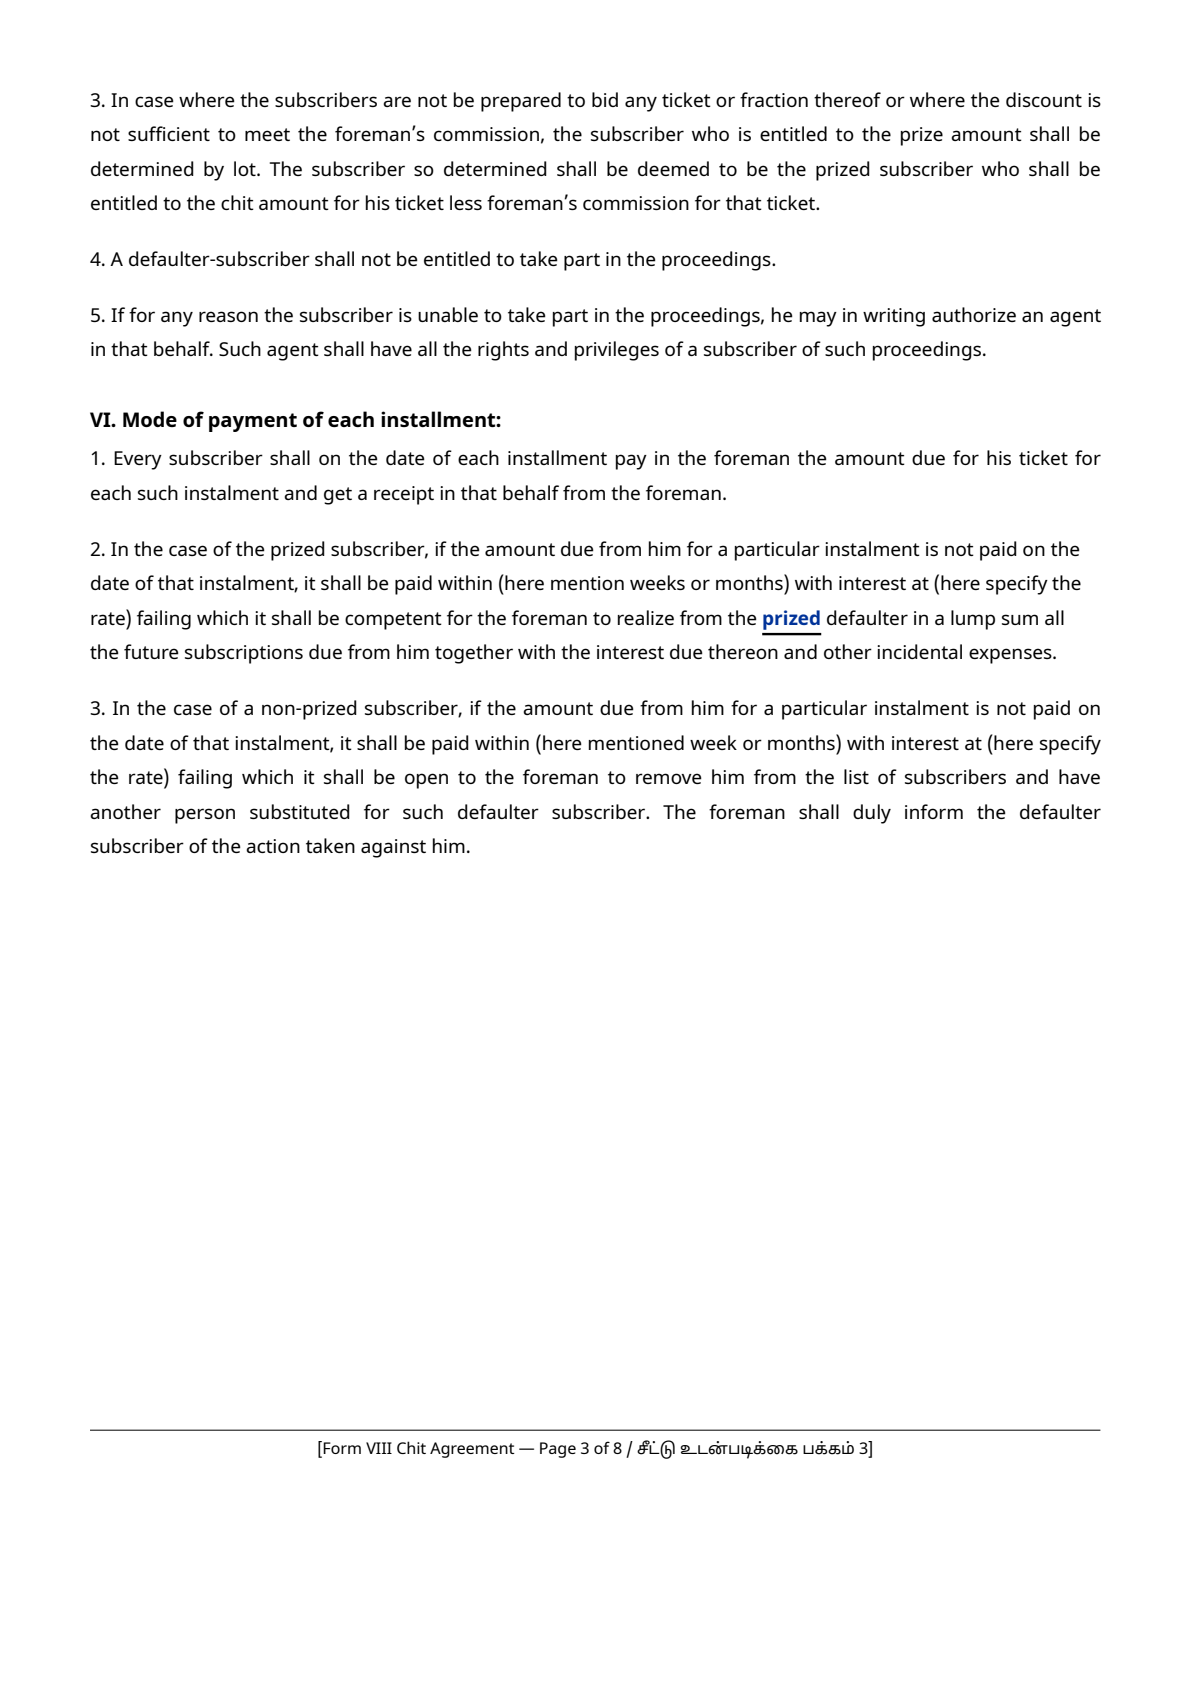 3. In case where the subscribers are not be prepared to bid any ticket or fraction thereof or where the discount is
not sufficient to meet the foreman’s commission, the subscriber who is entitled to the prize amount shall be
determined by lot. The subscriber so determined shall be deemed to be the prized subscriber who shall be
entitled to the chit amount for his ticket less foreman’s commission for that ticket.
4. A defaulter-subscriber shall not be entitled to take part in the proceedings.
5. If for any reason the subscriber is unable to take part in the proceedings, he may in writing authorize an agent
in that behalf. Such agent shall have all the rights and privileges of a subscriber of such proceedings.
VI. Mode of payment of each installment:
1. Every subscriber shall on the date of each installment pay in the foreman the amount due for his ticket for
each such instalment and get a receipt in that behalf from the foreman.
2. In the case of the prized subscriber, if the amount due from him for a particular instalment is not paid on the
date of that instalment, it shall be paid within (here mention weeks or months) with interest at (here specify the
rate) failing which it shall be competent for the foreman to realize from the prized defaulter in a lump sum all
the future subscriptions due from him together with the interest due thereon and other incidental expenses.
3. In the case of a non-prized subscriber, if the amount due from him for a particular instalment is not paid on
the date of that instalment, it shall be paid within (here mentioned week or months) with interest at (here specify
the rate) failing which it shall be open to the foreman to remove him from the list of subscribers and have
another person substituted for such defaulter subscriber. The foreman shall duly inform the defaulter
subscriber of the action taken against him.
[Form VIII Chit Agreement — Page 3 of 8 / சீட்டு உடன்படிக்கை பக்கம் 3]